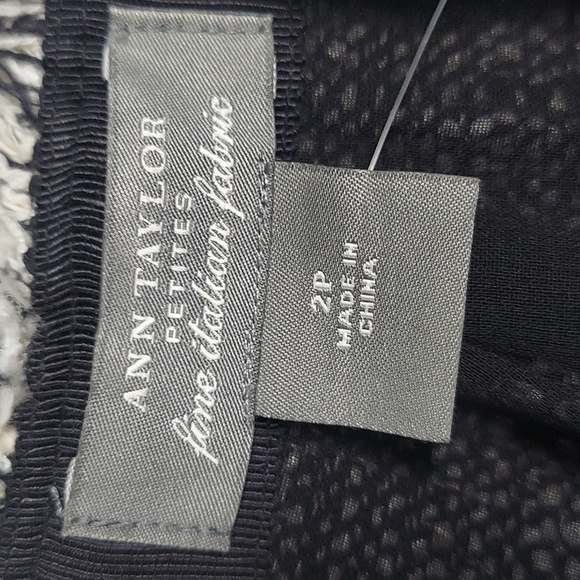 ANN TAYLOR
PETITES
fine italian fabric
2P
MADE IN
CHINA